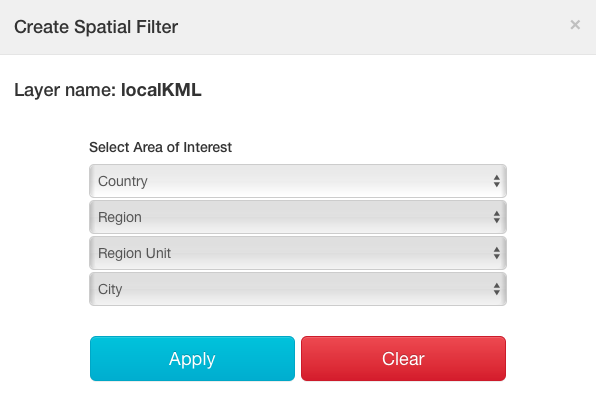 Create Spatial Filter ×
Layer name: localKML
Select Area of Interest
Country
Region
Region Unit
City
Apply Clear